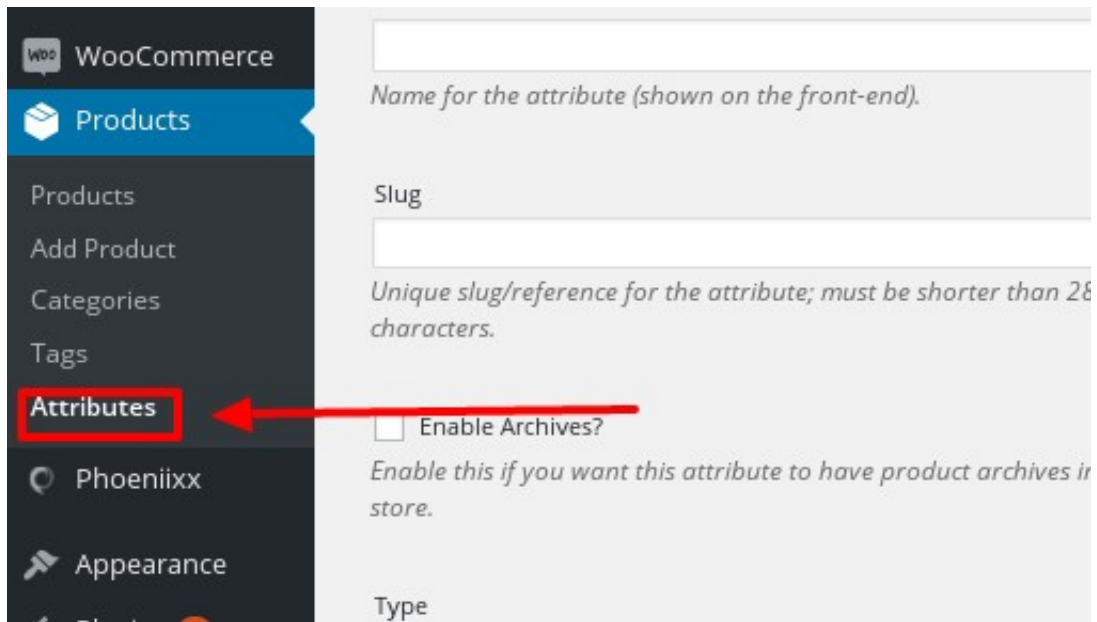 Woo WooCommerce
Products
Products
Add Product
Categories
Tags
Attributes
Phoeniixx
Appearance
Name for the attribute (shown on the front-end).
Slug
Unique slug/reference for the attribute; must be shorter than 28
characters.
Enable Archives?
Enable this if you want this attribute to have product archives in
store.
Type